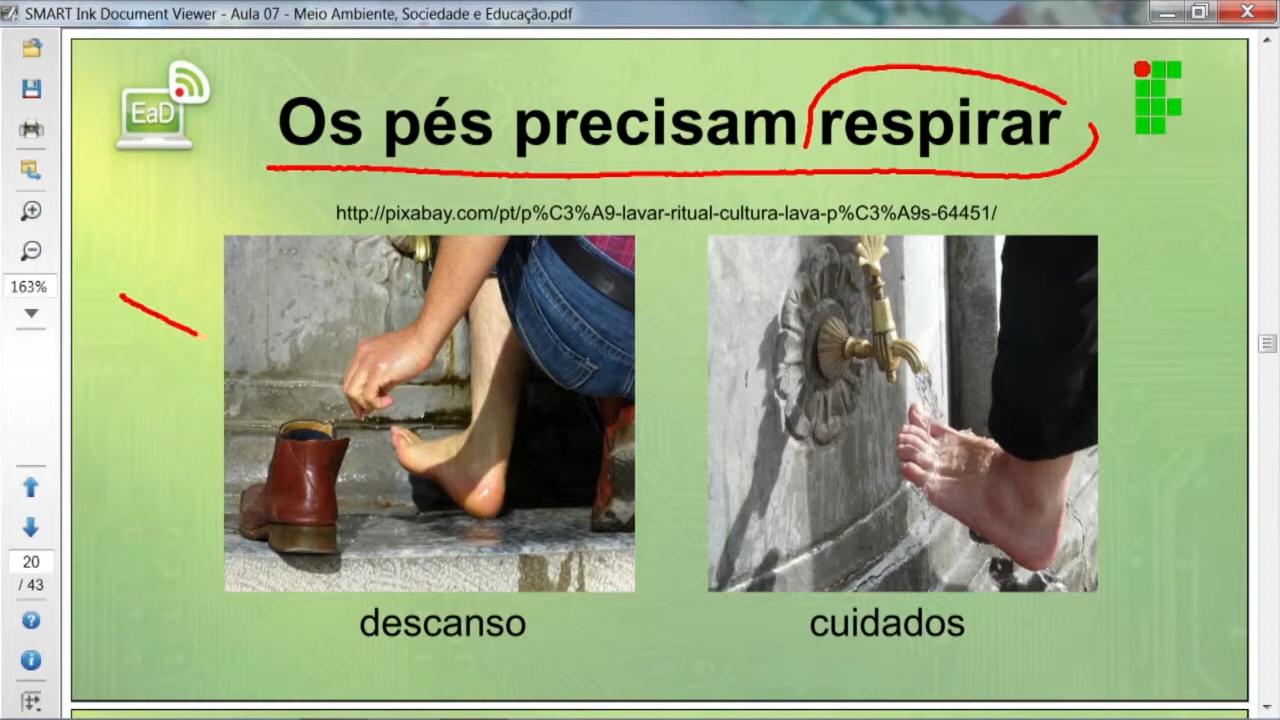 SMART Ink Document Viewer - Aula 07 - Meio Ambiente, Sociedade e Educação.pdf
EaD
Os pés precisam respirar
http://pixabay.com/pt/p%C3%A9-lavar-ritual-cultura-lava-p%C3%A9s-64451/
163%
descanso
cuidados
20
/ 43